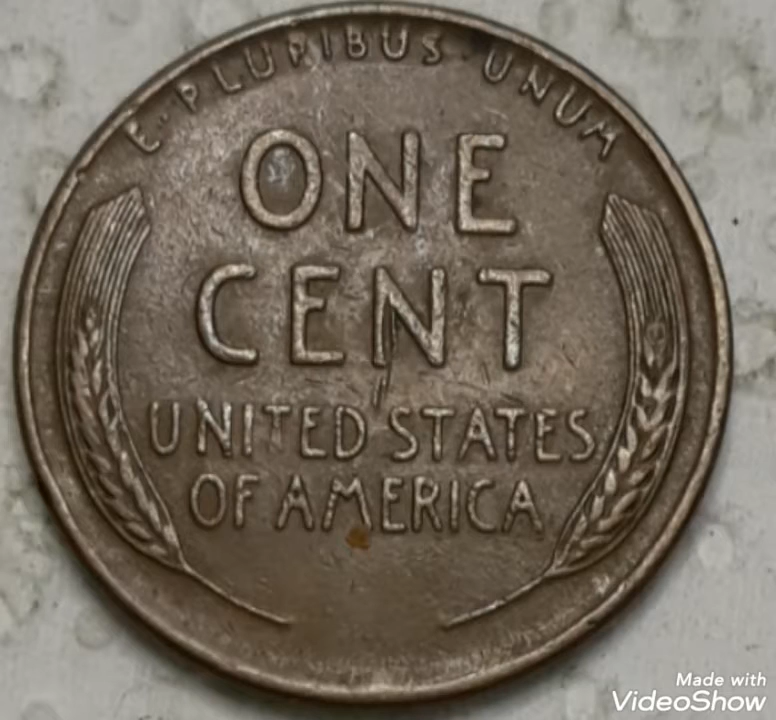 E · PLURIBUS · UNUM
ONE
CENT
UNITED STATES
OF AMERICA
Made with
VideoShow